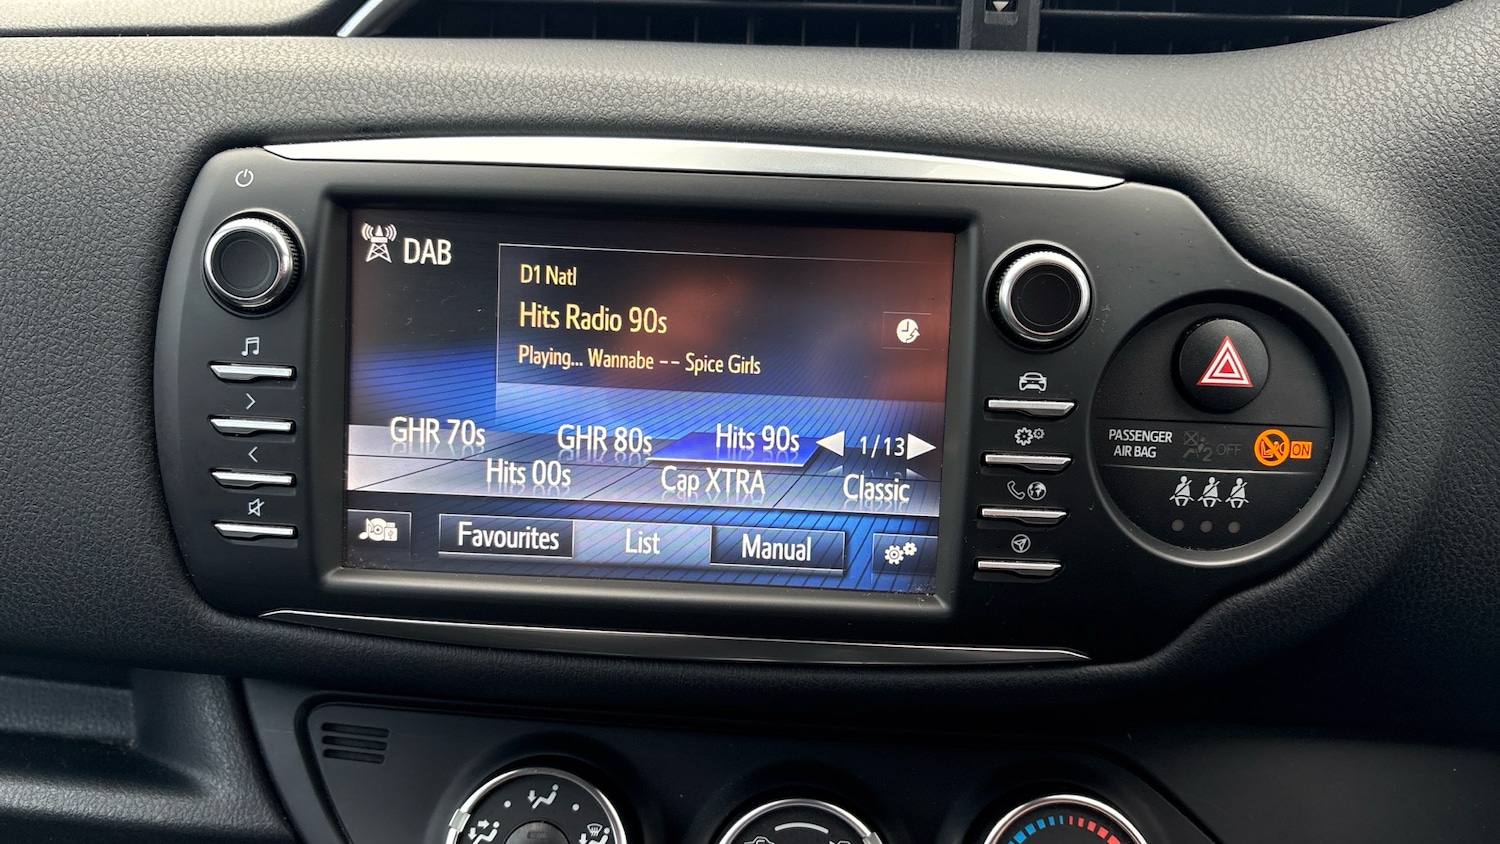 DAB
D1 Natl
Hits Radio 90s
Playing... Wannabe -- Spice Girls
GHR 70s GHR 80s Hits 90s 1/13
Hits 00s Cap XTRA Classic
Favourites List Manual
PASSENGER
AIR BAG
2 OFF ON